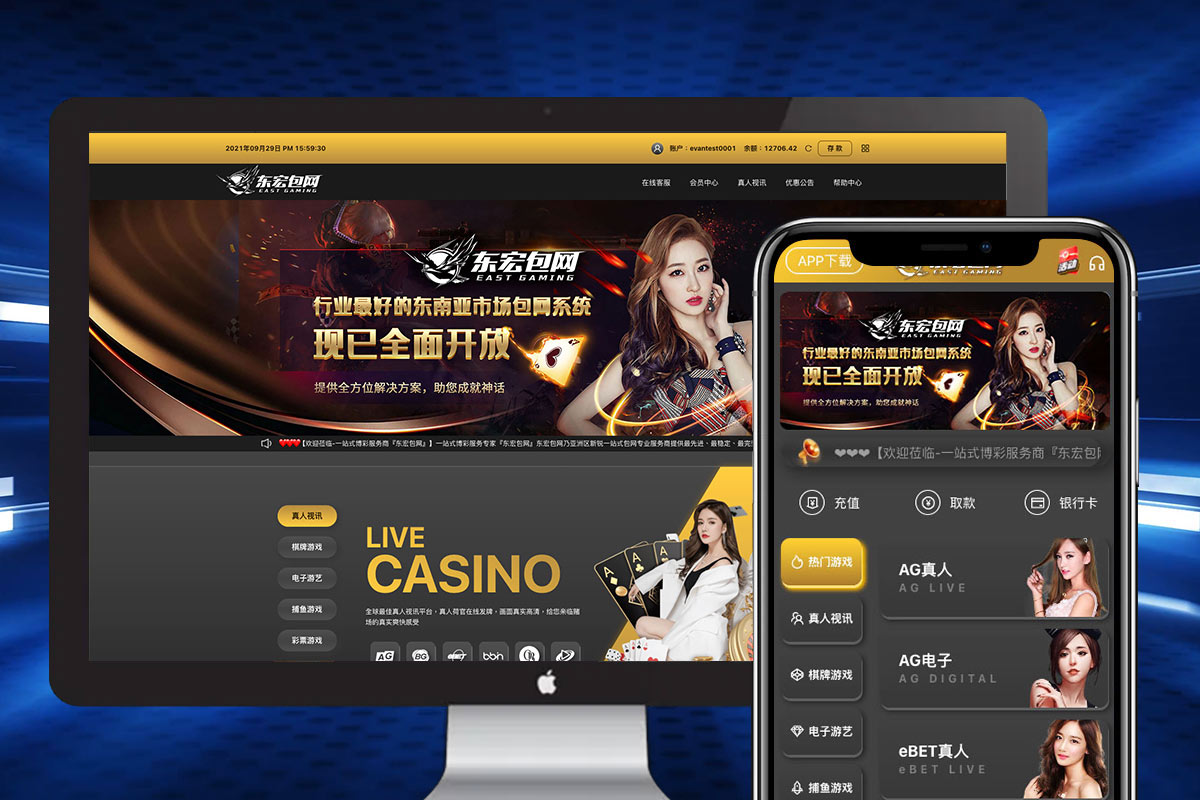 2021年09月29日 PM 15:59:30
账户：evantest0001 余额：12706.42 存款
东宏包网
EAST GAMING
在线客服 会员中心 真人视讯 优惠公告 帮助中心
东宏包网
EAST GAMING
行业最好的东南亚市场包网系统
现已全面开放
提供全方位解决方案，助您成就神话
【欢迎莅临-一站式博彩服务商『东宏包网』】一站式博彩服务专家『东宏包网』东宏包网乃亚洲区新锐一站式包网专业服务商提供最先进、最稳定、最完
真人视讯
棋牌游戏
电子游艺
捕鱼游戏
彩票游戏
LIVE
CASINO
全球最佳真人视讯平台，真人荷官在线发牌，画面真实高清，给您来临赌
场的真实爽快感受
AG BG bbin
APP下载
EAST GAMING
活动
东宏包网
EAST GAMING
行业最好的东南亚市场包网系统
现已全面开放
提供全方位解决方案，助您成就神话
【欢迎莅临-一站式博彩服务商『东宏包网
充值 取款 银行卡
热门游戏
真人视讯
棋牌游戏
电子游艺
捕鱼游戏
AG真人
AG LIVE
AG电子
AG DIGITAL
eBET真人
eBET LIVE